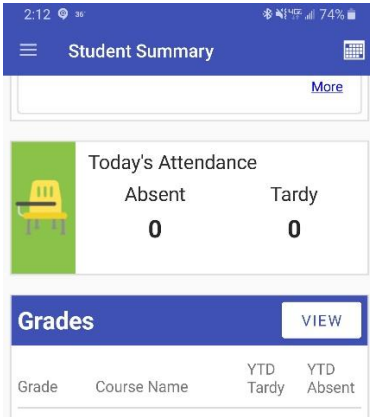 2:12 36° 74%
Student Summary
More
Today's Attendance
Absent Tardy
0 0
Grades VIEW
Grade Course Name YTD Tardy YTD Absent